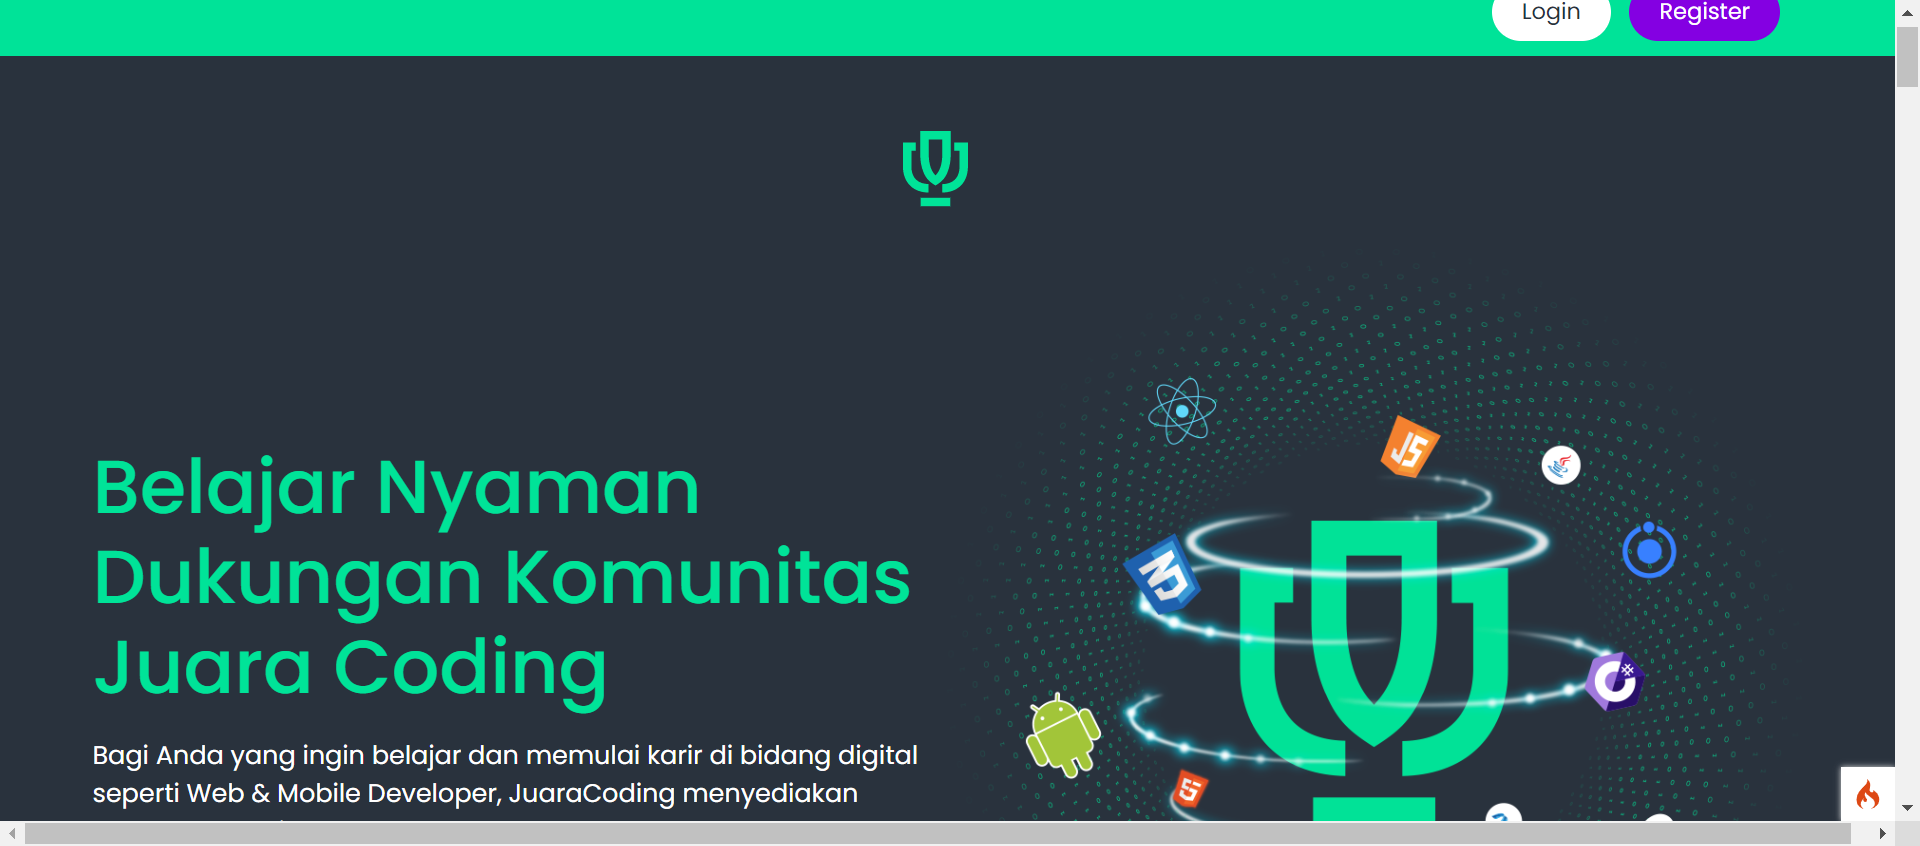 Login
Register
Belajar Nyaman
Dukungan Komunitas
Juara Coding
Bagi Anda yang ingin belajar dan memulai karir di bidang digital
seperti Web & Mobile Developer, JuaraCoding menyediakan
JS